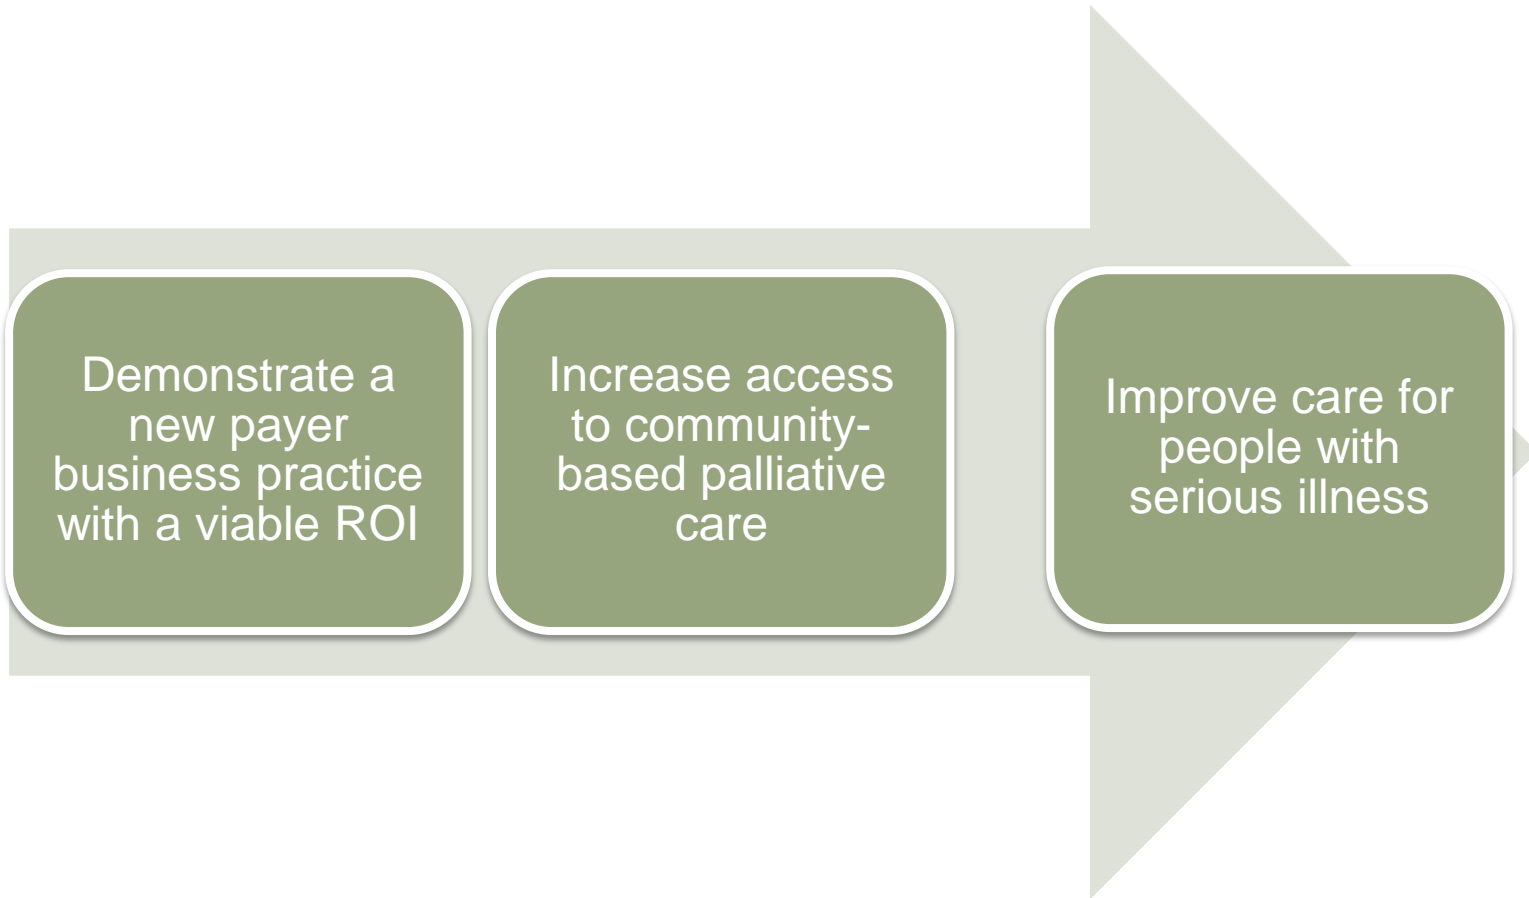 Demonstrate a
new payer
business practice
with a viable ROI
Increase access
to community-
based palliative
care
Improve care for
people with
serious illness